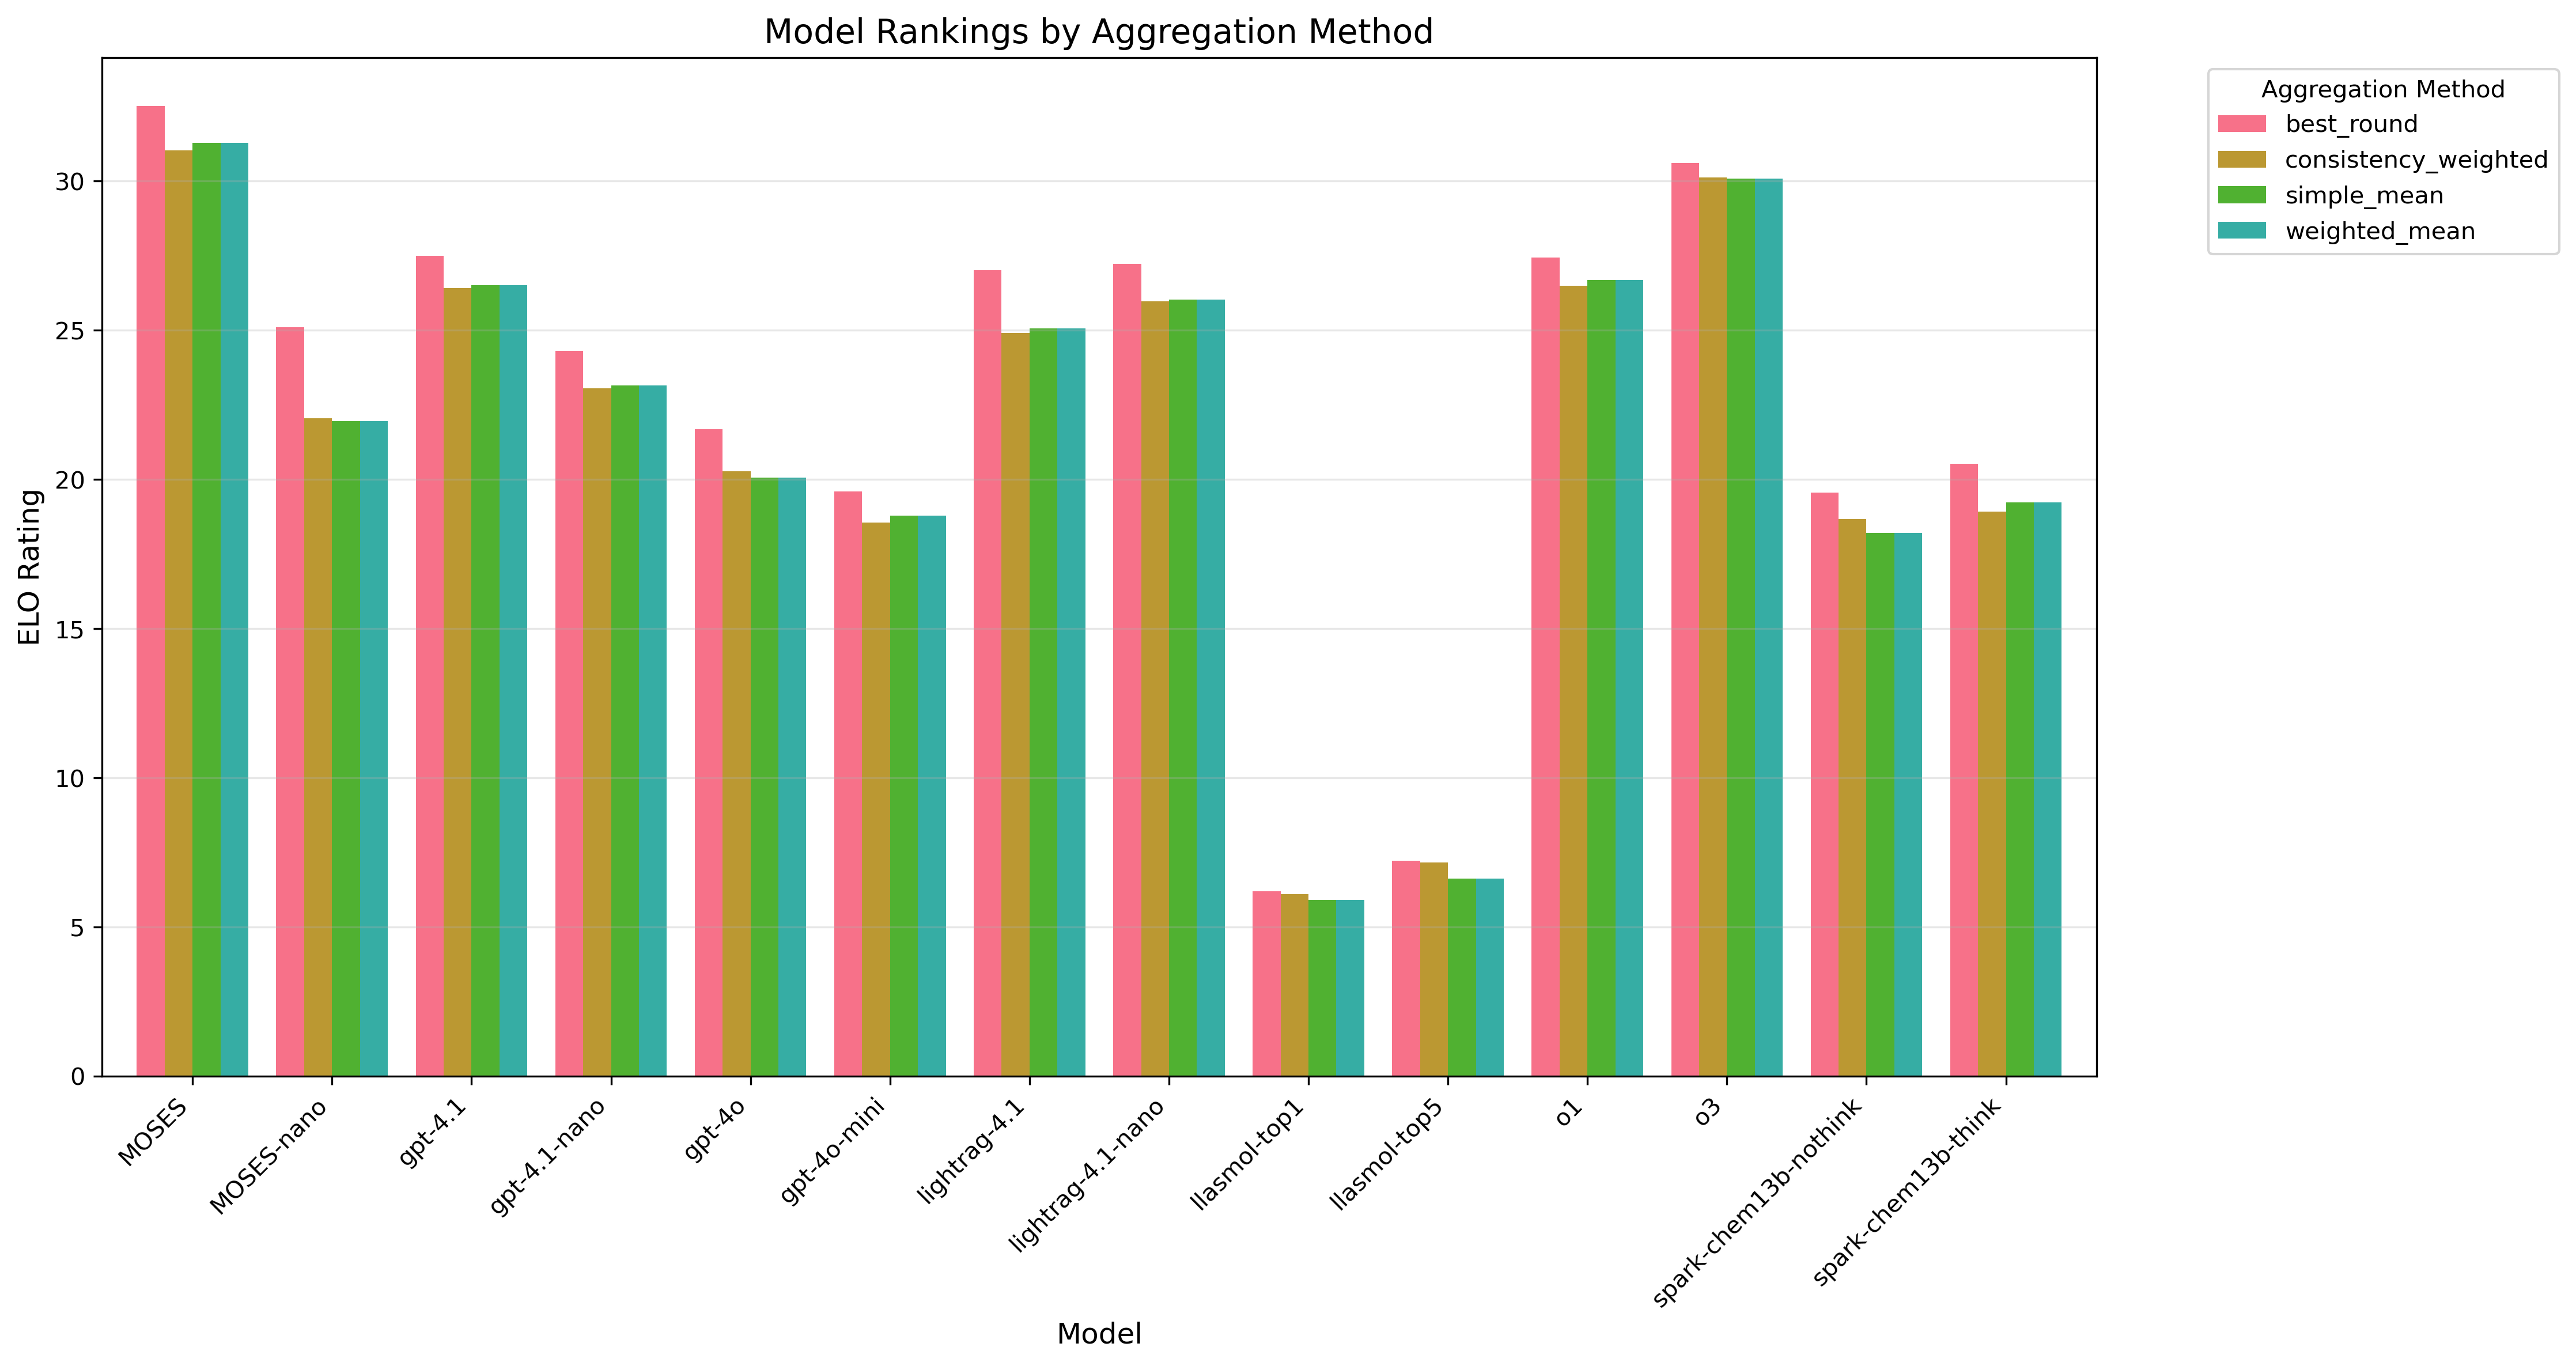 Model Rankings by Aggregation Method
Aggregation Method
best_round
consistency_weighted
simple_mean
weighted_mean
ELO Rating
30
25
20
15
10
5
0
MOSES
MOSES-nano
gpt-4.1
gpt-4.1-nano
gpt-4o
gpt-4o-mini
lightrag-4.1
lightrag-4.1-nano
llasmol-top1
llasmol-top5
o1
o3
spark-chem13b-nothink
spark-chem13b-think
Model